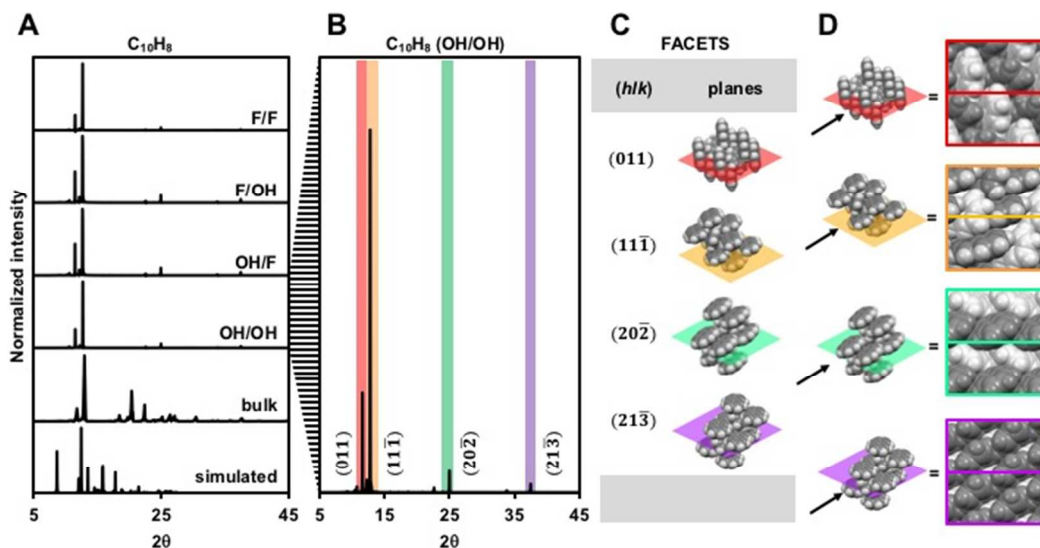 A
B
C
D
C₁₀H₈
C₁₀H₈ (OH/OH)
FACETS
(hlk) planes
F/F
F/OH
OH/F
OH/OH
bulk
simulated
Normalized intensity
(011)
(111̅)
(202̅)
(213̅)
(011)
(111̅)
(202̅)
(213̅)
=
=
=
=
5 25 45
2θ
5 15 25 35 45
2θ